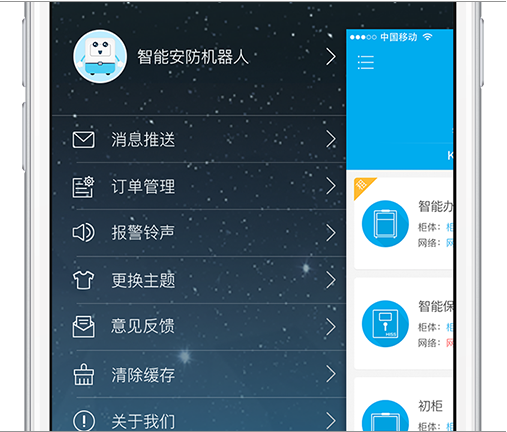 智能安防机器人
消息推送
订单管理
报警铃声
更换主题
意见反馈
清除缓存
关于我们
中国移动
K
智能办
柜体：柜
网络：网
智能保
柜体：柜
网络：网
初柜
柜体：柜